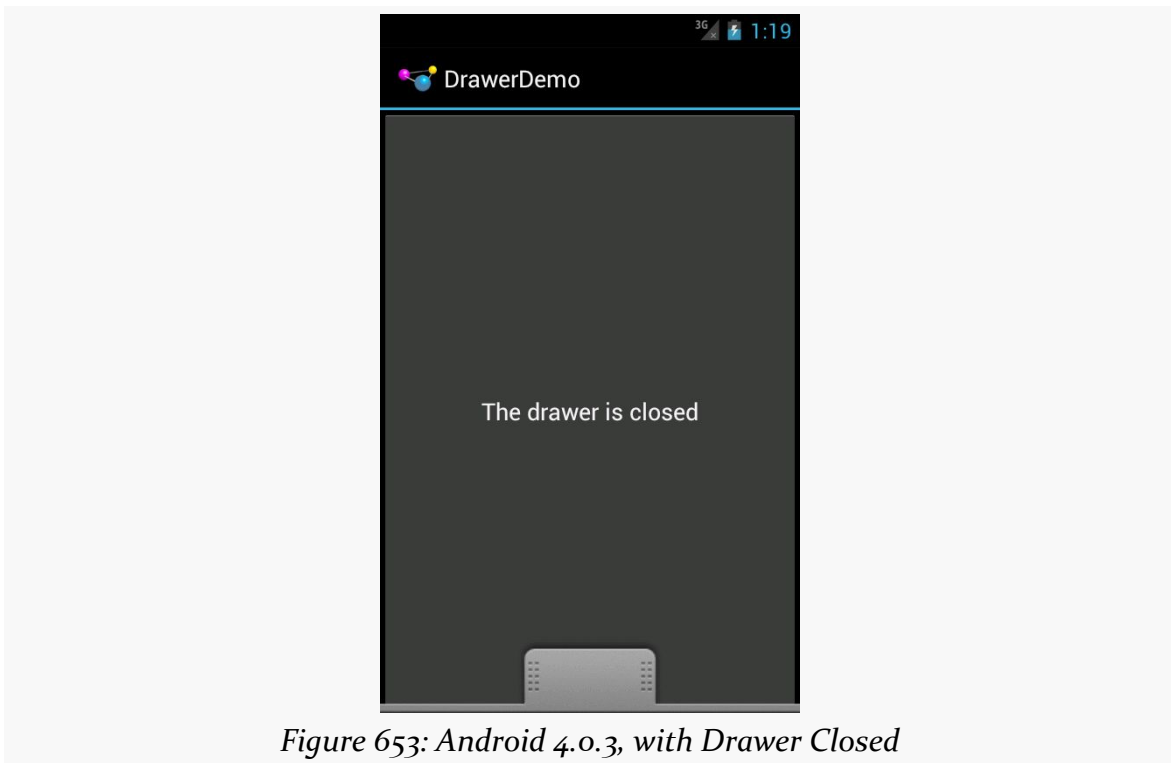 3G 1:19
DrawerDemo
The drawer is closed
Figure 653: Android 4.0.3, with Drawer Closed